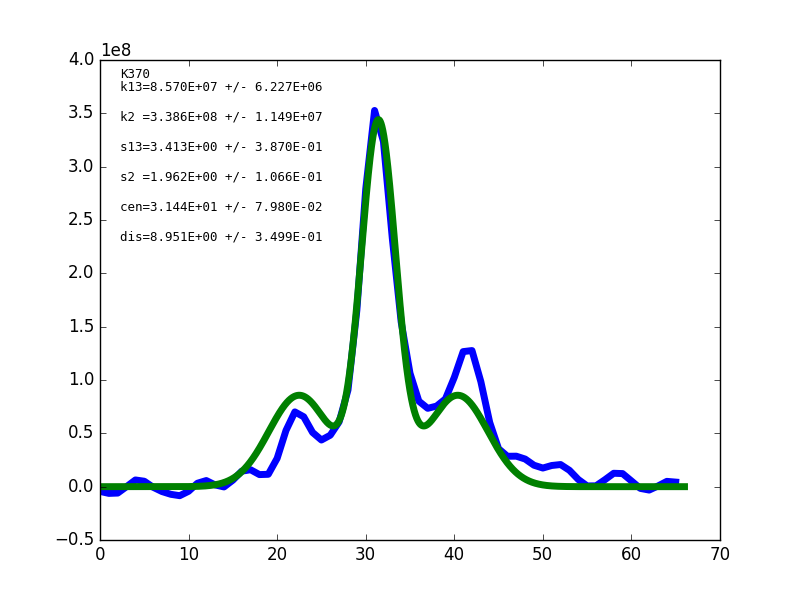 1e8
4.0
3.5
3.0
2.5
2.0
1.5
1.0
0.5
0.0
−0.5
K370
k13=8.570E+07 +/- 6.227E+06
k2 =3.386E+08 +/- 1.149E+07
s13=3.413E+00 +/- 3.870E-01
s2 =1.962E+00 +/- 1.066E-01
cen=3.144E+01 +/- 7.980E-02
dis=8.951E+00 +/- 3.499E-01
0 10 20 30 40 50 60 70